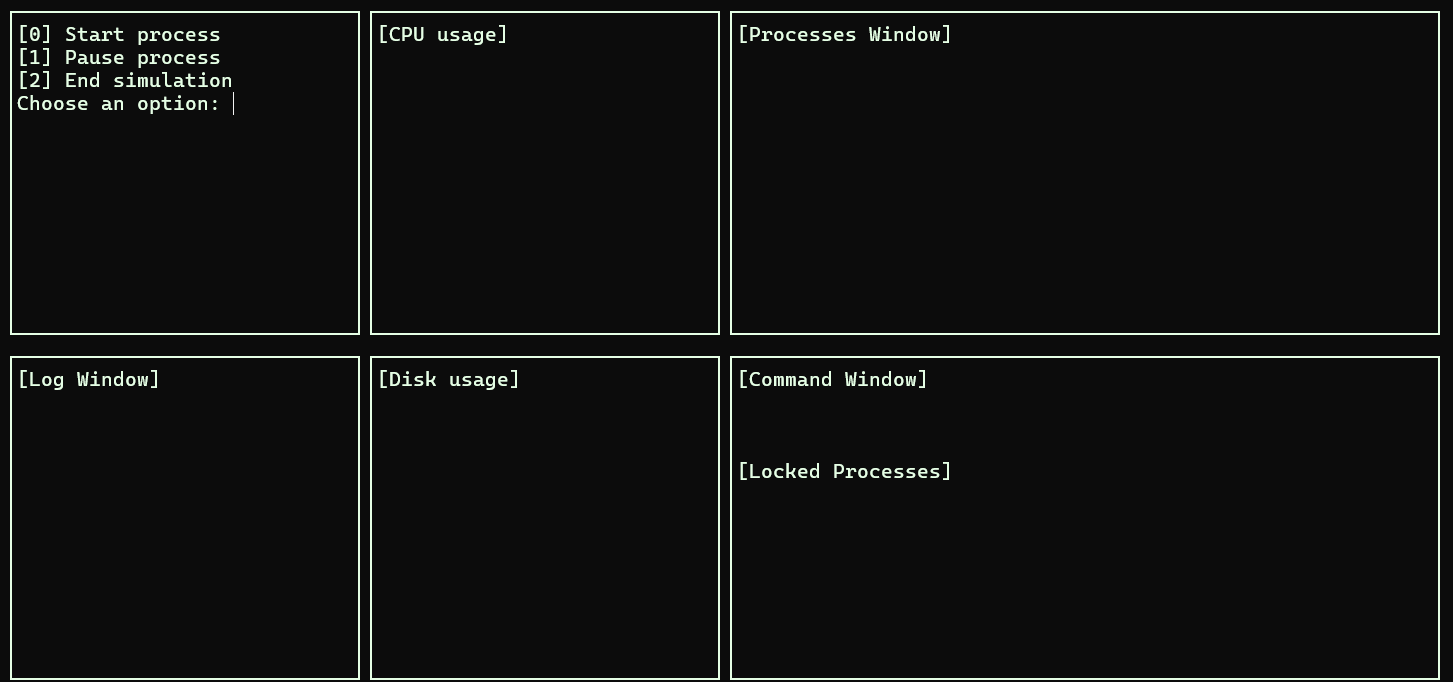 [0] Start process
[1] Pause process
[2] End simulation
Choose an option:
[CPU usage]
[Processes Window]
[Log Window]
[Disk usage]
[Command Window]
[Locked Processes]